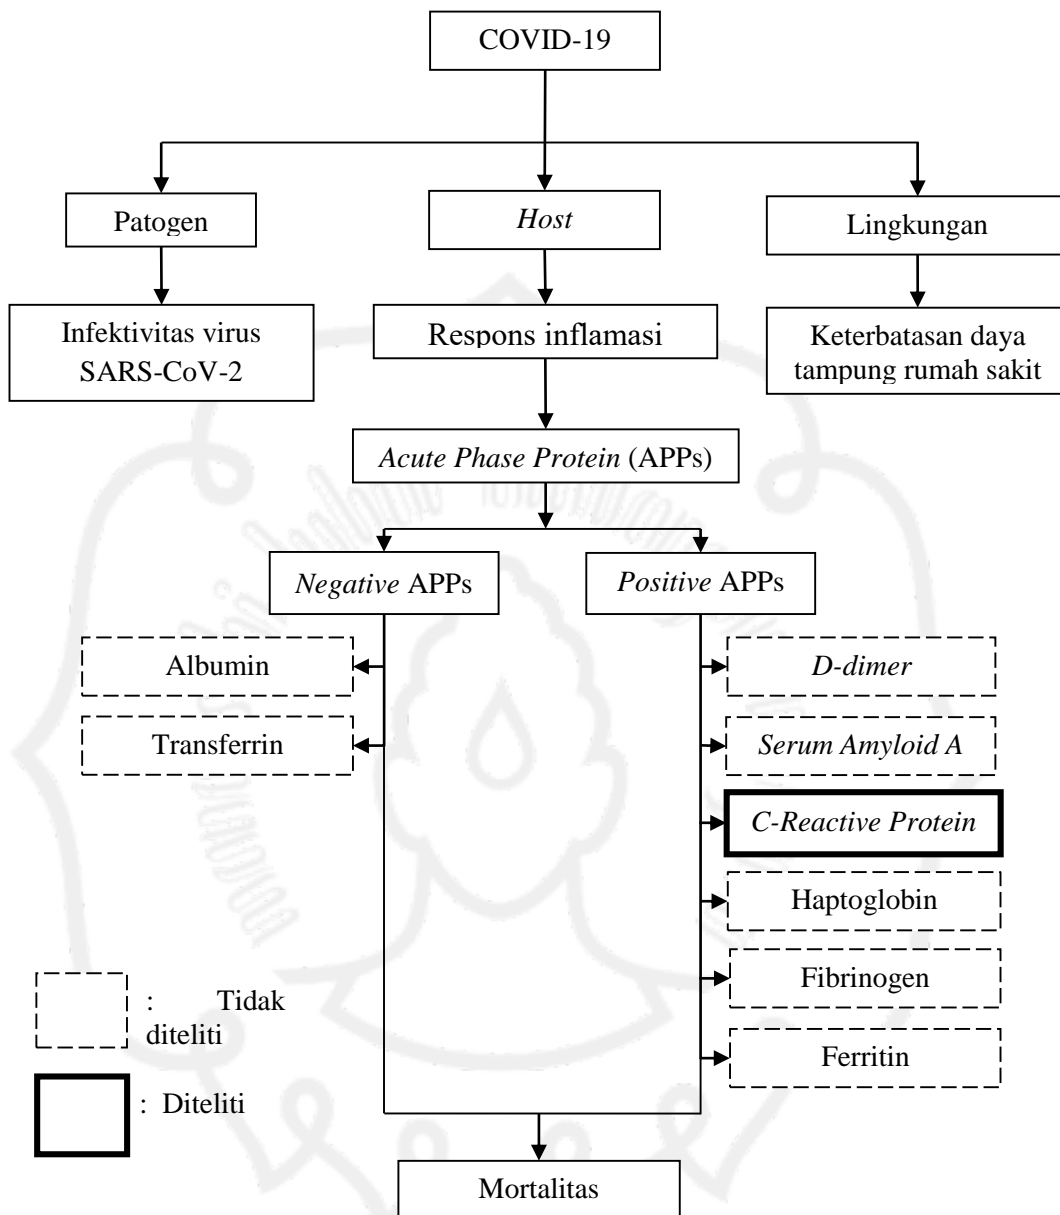 COVID-19
Patogen
Host
Lingkungan
Infektivitas virus
SARS-CoV-2
Respons inflamasi
Keterbatasan daya
tampung rumah sakit
Acute Phase Protein (APPs)
Negative APPs
Positive APPs
Albumin
D-dimer
Transferrin
Serum Amyloid A
C-Reactive Protein
Haptoglobin
Fibrinogen
Ferritin
: Tidak
diteliti
: Diteliti
Mortalitas